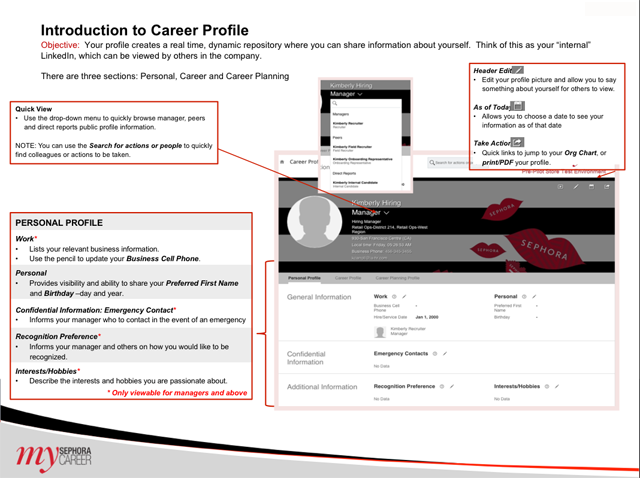 Introduction to Career Profile
Objective: Your profile creates a real time, dynamic repository where you can share information about yourself. Think of this as your “internal”
LinkedIn, which can be viewed by others in the company.
There are three sections: Personal, Career and Career Planning
Quick View
• Use the drop-down menu to quickly browse manager, peers
and direct reports public profile information.
NOTE: You can use the Search for actions or people to quickly
find colleagues or actions to be taken.
Kimberly Hiring
Manager
Managers
Kimberly Recruiter
Recruiter
Peers
Kimberly Field Recruiter
Field Recruiter
Kimberly Onboarding Representative
Onboarding Representative
Direct Reports
Kimberly Internal Candidate
Internal Candidate
Header Edit
• Edit your profile picture and allow you to say
something about yourself for others to view.
As of Today
• Allows you to choose a date to see your
information as of that date
Take Action
• Quick links to jump to your Org Chart, or
print/PDF your profile.
Career Prof
Search for actions
Pre-Pilot Store Test Environment
Kimberly Hiring
Manager
Hiring Manager
Retail Ops-District 214, Retail Ops-West
Region
SEPHORA
SEPHORA
Personal Profile Career Profile Career Planning Profile
General Information
Work
Business Cell
Phone
-
Hire/Service Date Jan 1, 2000
Kimberly Recruiter
Manager
Personal
Preferred First
Name
-
Birthday -
Confidential
Information
Emergency Contacts
No Data
Additional Information
Recognition Preference
No Data
Interests/Hobbies
No Data
PERSONAL PROFILE
Work*
• Lists your relevant business information.
• Use the pencil to update your Business Cell Phone.
Personal
• Provides visibility and ability to share your Preferred First Name
and Birthday –day and year.
Confidential Information: Emergency Contact*
• Informs your manager who to contact in the event of an emergency
Recognition Preference*
• Informs your manager and others on how you would like to be
recognized.
Interests/Hobbies*
• Describe the interests and hobbies you are passionate about.
* Only viewable for managers and above
my SEPHORA
CAREER